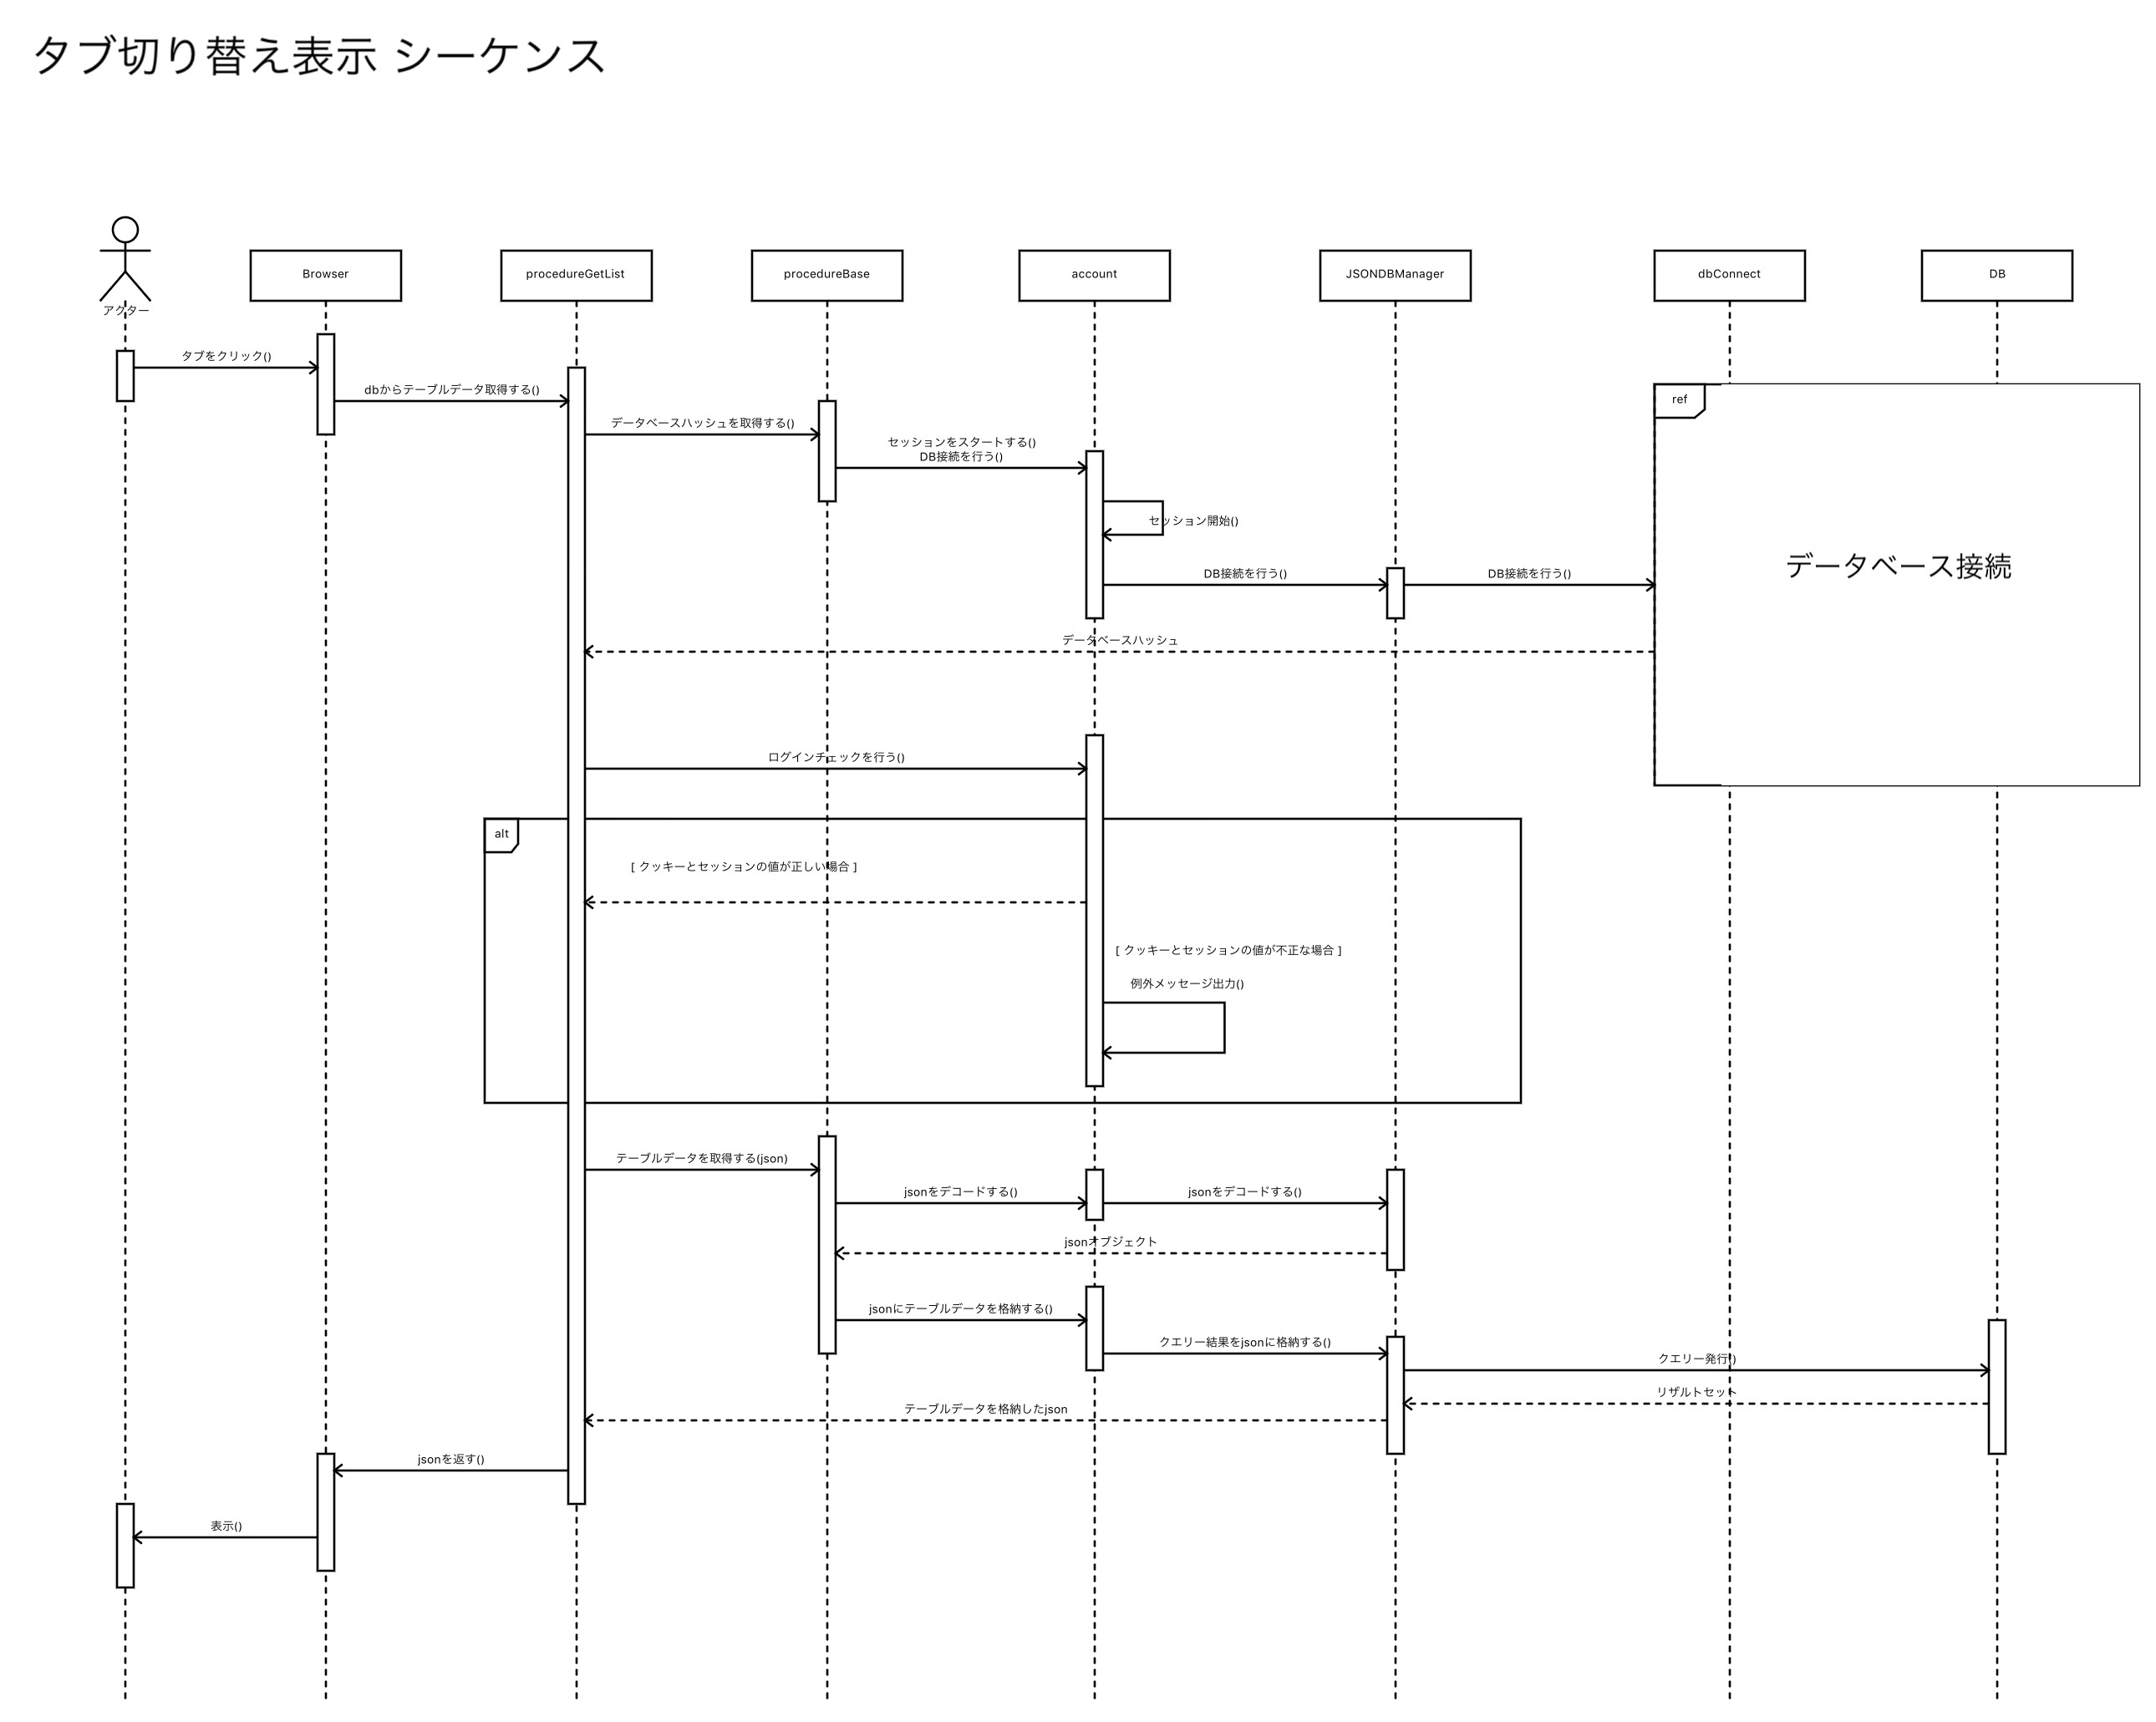 タブ切り替え表示 シーケンス
アクター
Browser
procedureGetList
procedureBase
account
JSONDBManager
dbConnect
DB
タブをクリック()
dbからテーブルデータ取得する()
ref
データベースハッシュを取得する()
セッションをスタートする()
DB接続を行う()
セッション開始()
データベース接続
DB接続を行う()
DB接続を行う()
データベースハッシュ
ログインチェックを行う()
alt
[ クッキーとセッションの値が正しい場合 ]
[ クッキーとセッションの値が不正な場合 ]
例外メッセージ出力()
テーブルデータを取得する(json)
jsonをデコードする()
jsonをデコードする()
jsonオブジェクト
jsonにテーブルデータを格納する()
クエリー結果をjsonに格納する()
クエリー発行()
リザルトセット
テーブルデータを格納したjson
jsonを返す()
表示()